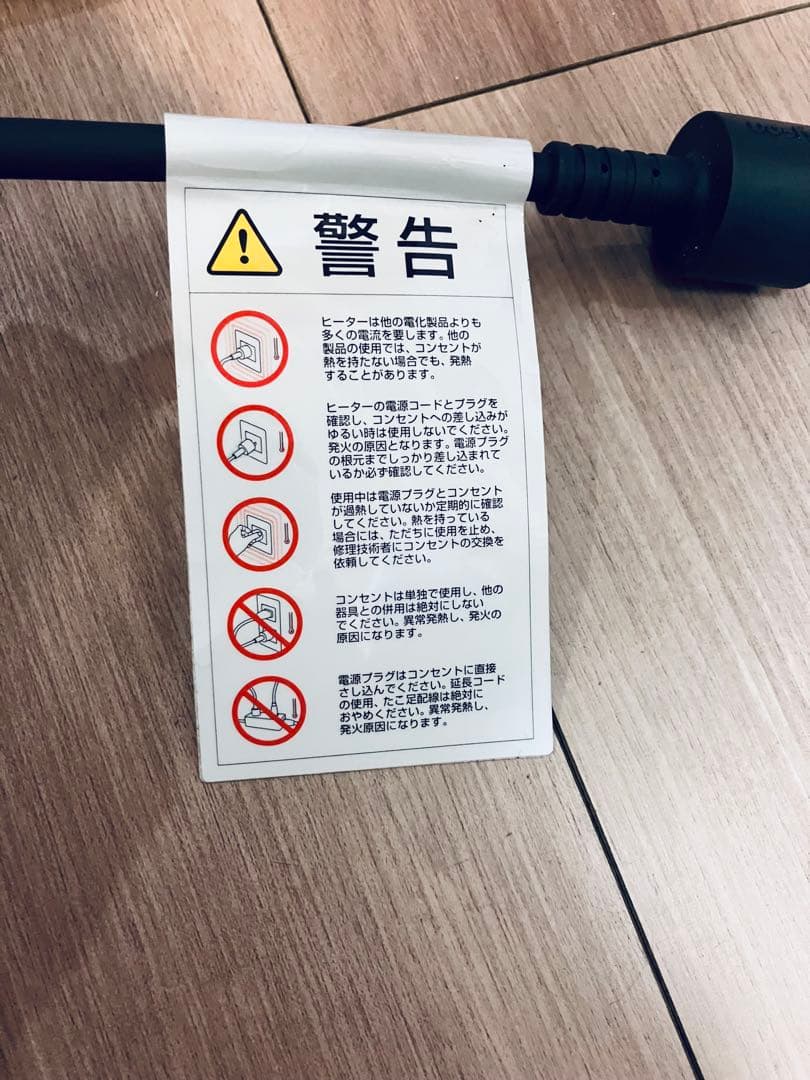 警告
ヒーターは他の電化製品よりも
多くの電流を要します。他の
製品の使用では、コンセントが
熱を持たない場合でも、発熱
することがあります。
ヒーターの電源コードとプラグを
確認し、コンセントへの差し込みが
ゆるい時は使用しないでください。
発火の原因となります。電源プラグ
の根元までしっかり差し込まれて
いるか必ず確認してください。
使用中は電源プラグとコンセント
が過熱していないか定期的に確認
してください。熱を持っている
場合には、ただちに使用を止め、
修理技術者にコンセントの交換を
依頼してください。
コンセントは単独で使用し、他の
器具との併用は絶対にしない
でください。異常発熱し、発火の
原因になります。
電源プラグはコンセントに直接
さし込んでください。延長コード
の使用、たこ足配線は絶対に
おやめください。異常発熱し、
発火原因になります。